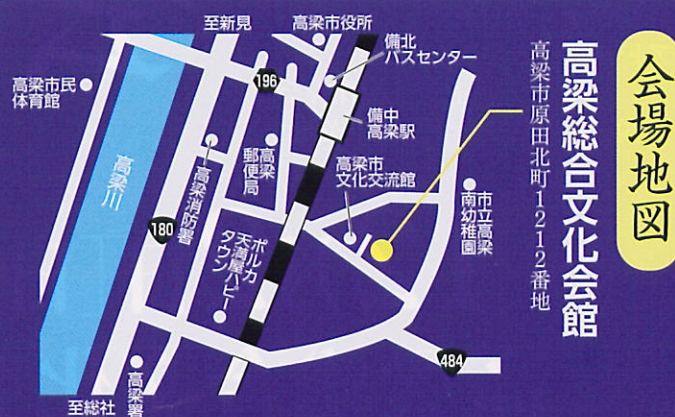 会場地図
高梁総合文化会館
高梁市原田北町1212番地
至新見
高梁市役所
備北
バスセンター
高梁市民
体育館
196
備中
高梁駅
高梁
郵便局
高梁市
文化交流館
高梁川
高梁消防署
市立高梁
南幼稚園
180
ポルカ
天満屋ハピー
タウン
484
高梁署
至総社